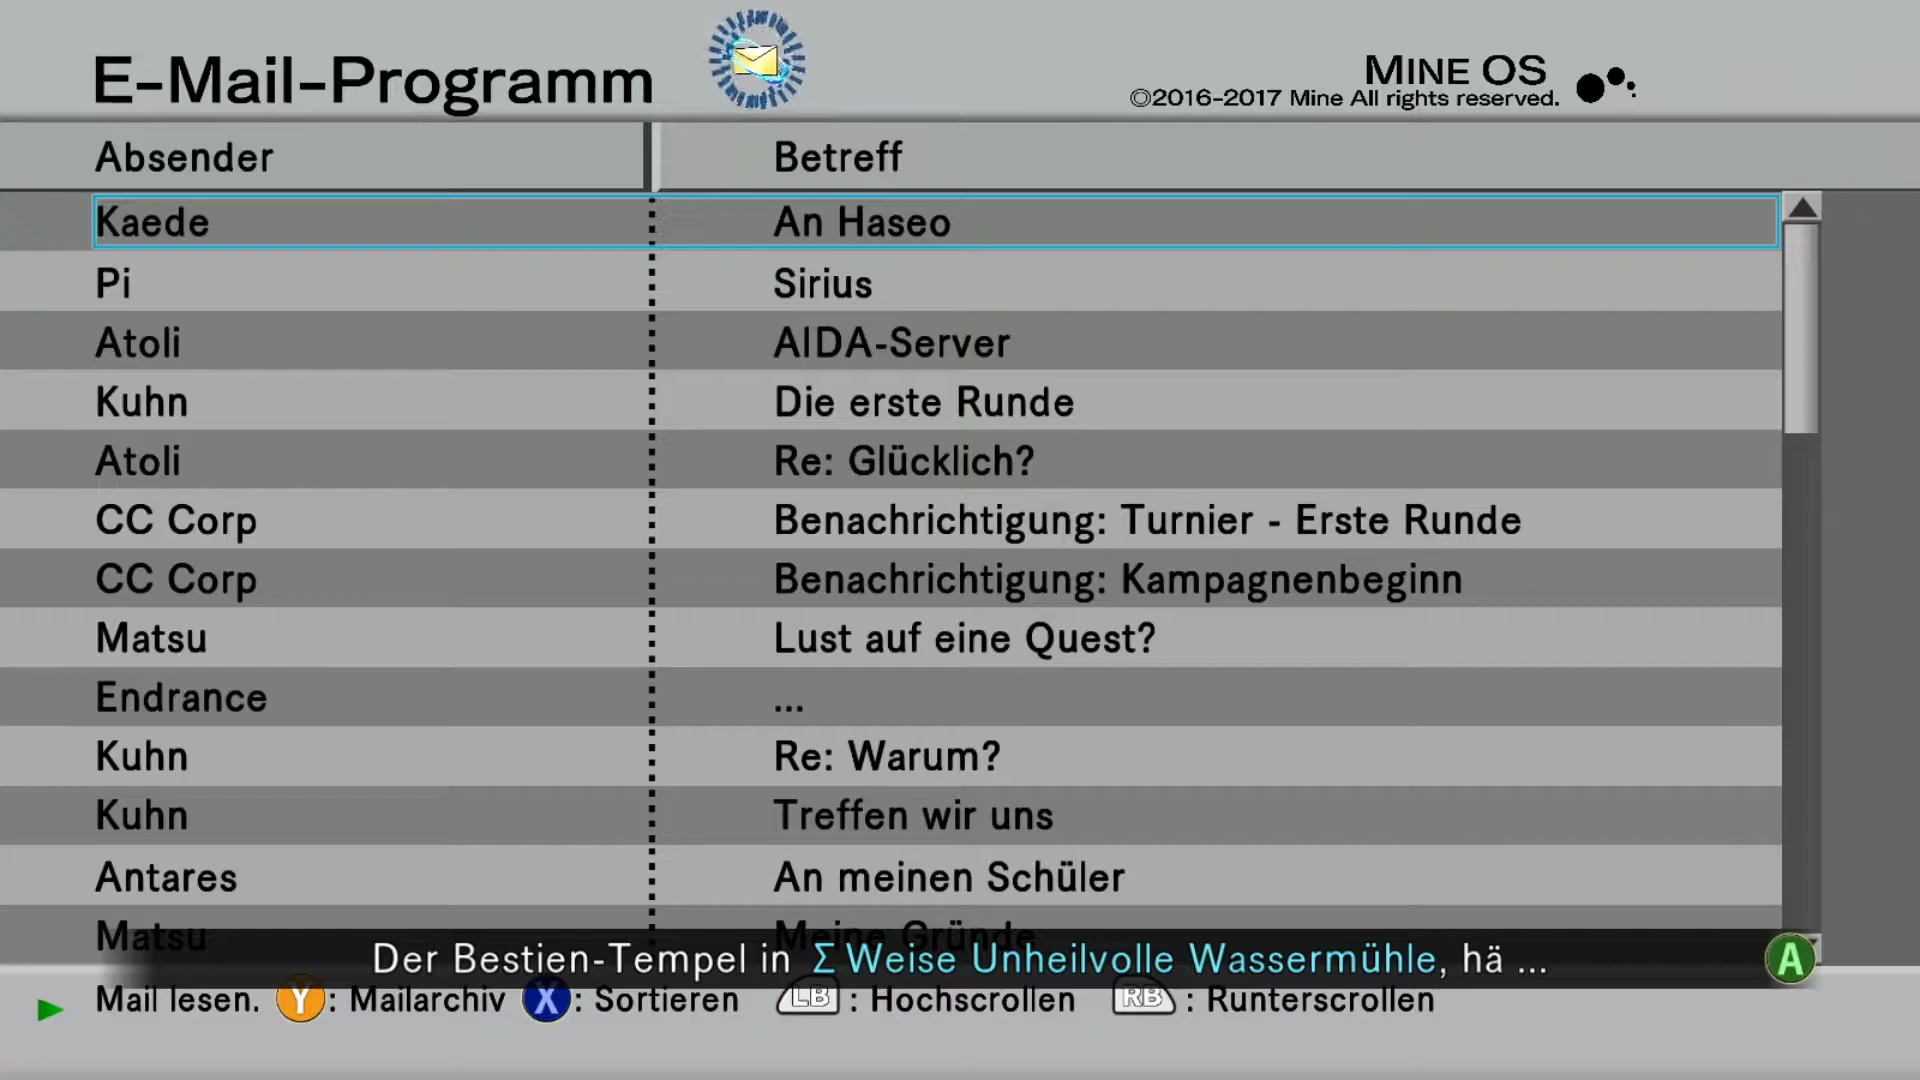 E-Mail-Programm
MINE OS
©2016-2017 Mine All rights reserved.
Absender Betreff
Kaede An Haseo
Pi Sirius
Atoli AIDA-Server
Kuhn Die erste Runde
Atoli Re: Glücklich?
CC Corp Benachrichtigung: Turnier - Erste Runde
CC Corp Benachrichtigung: Kampagnenbeginn
Matsu Lust auf eine Quest?
Endrance ...
Kuhn Re: Warum?
Kuhn Treffen wir uns
Antares An meinen Schüler
Matsu Meine Gründe
Der Bestien-Tempel in Σ Weise Unheilvolle Wassermühle, hä ... A
Mail lesen. Y : Mailarchiv X : Sortieren LB : Hochscrollen RB : Runterscrollen